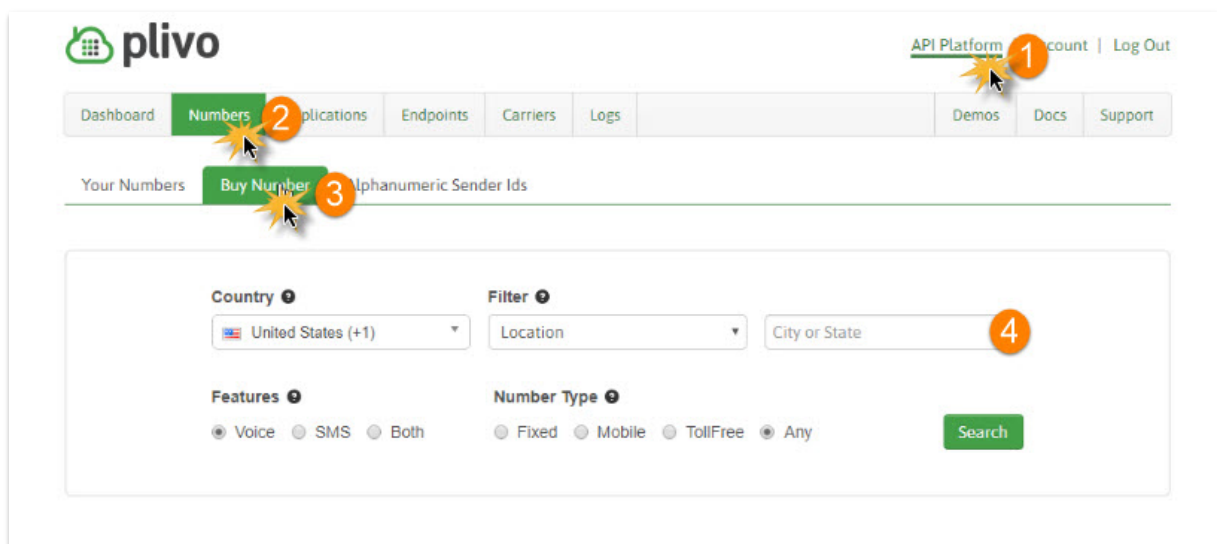 plivo
API Platform 1 count | Log Out
Dashboard Numbers 2 plications Endpoints Carriers Logs Demos Docs Support
Your Numbers Buy Number 3 lphanumeric Sender Ids
Country Filter
United States (+1) Location City or State 4
Features Number Type
Voice SMS Both Fixed Mobile TollFree Any Search